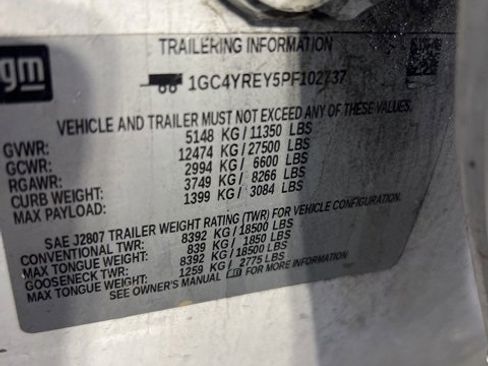 gm
TRAILERING INFORMATION
1GC4YREY5PF102737
VEHICLE AND TRAILER MUST NOT EXCEED ANY
GVWR: 5148 KG/ 11350 LBS
GCWR: 12474 KG/ 27500 LBS
RGAWR: 2994 KG/ 6600 LBS
CURB WEIGHT: 3749 KG/ 8266 LBS
MAX PAYLOAD: 1399 KG/ 3084 LBS
SAE J2807 TRAILER WEIGHT RATING (TWR) FOR VEHICLE CONFIGURATION.
CONVENTIONAL TWR: 8392 KG/ 18500 LBS
MAX TONGUE WEIGHT: 839 KG/ 1850 LBS
GOOSENECK TWR: 8392 KG/ 18500 LBS
MAX TONGUE WEIGHT: 1259 KG/ 2775 LBS
SEE OWNER'S MANUAL FOR MORE INFORMATION